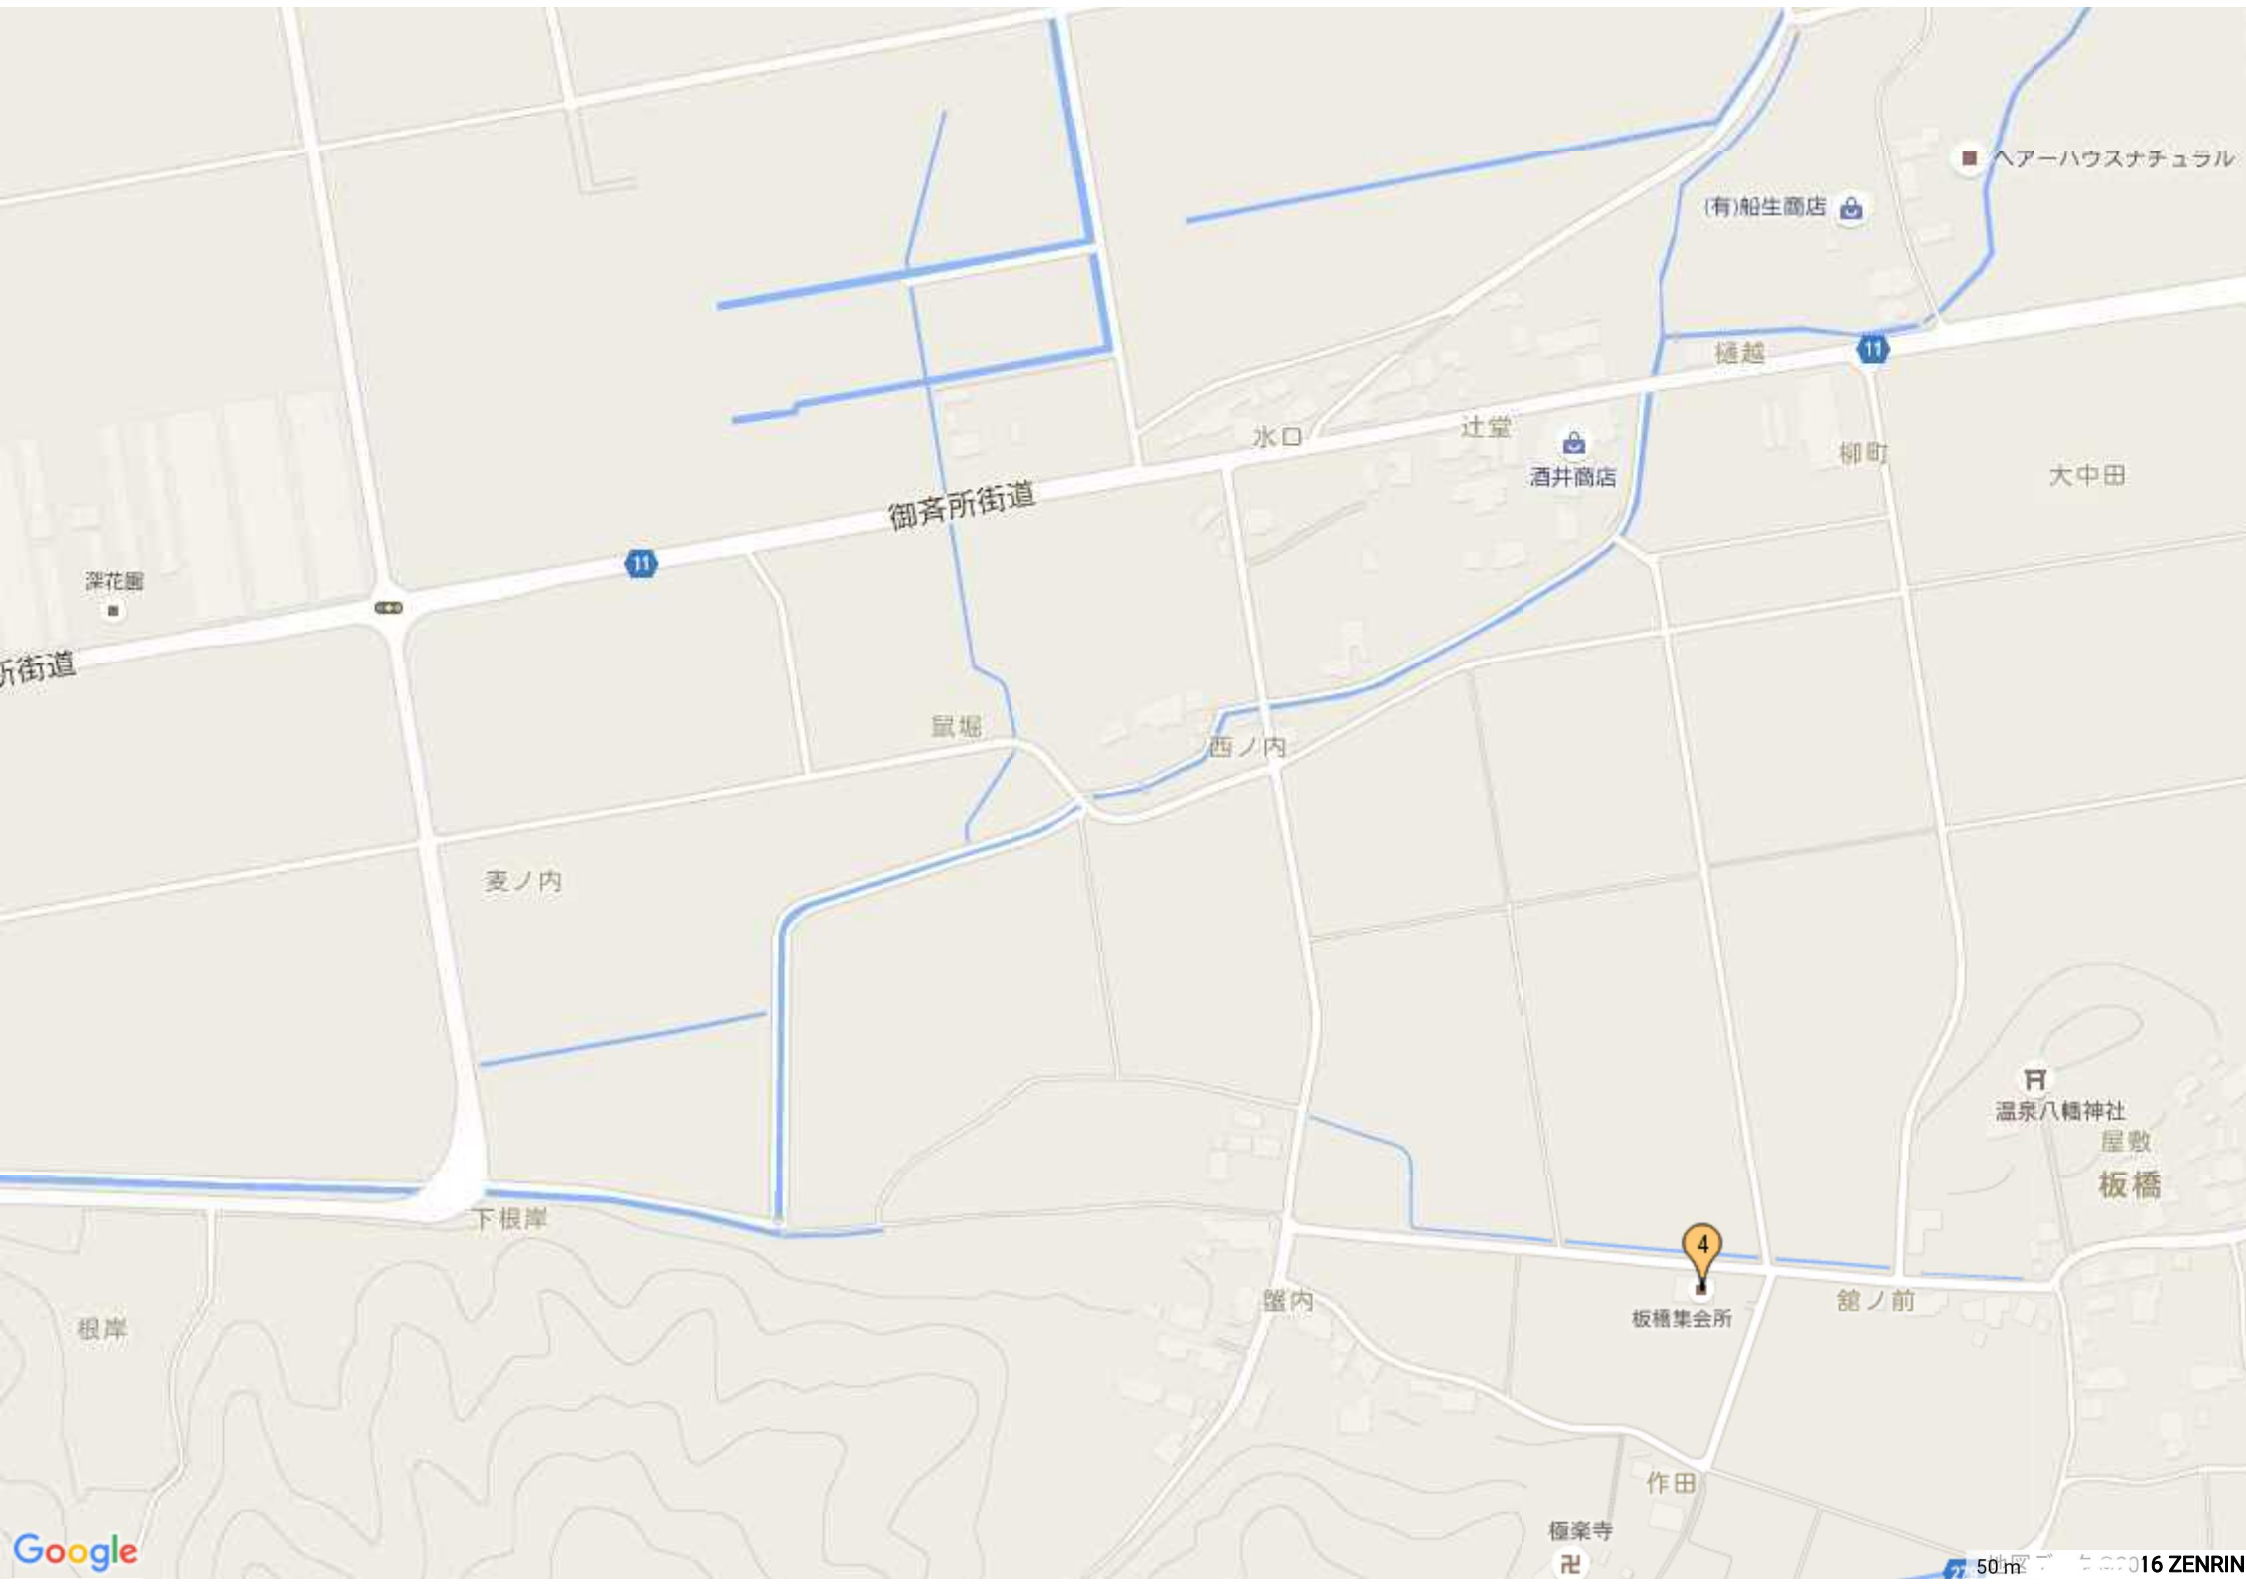 ヘアーハウスナチュラル
(有)船生商店
11
樋越
水口
辻堂
酒井商店
柳町
大中田
御斉所街道
11
深花園
所街道
鼠堀
西ノ内
麦ノ内
温泉八幡神社
屋敷
板橋
下根岸
4
蟹内
板橋集会所
舘ノ前
根岸
作田
極楽寺
Google
50 m
2016 ZENRIN